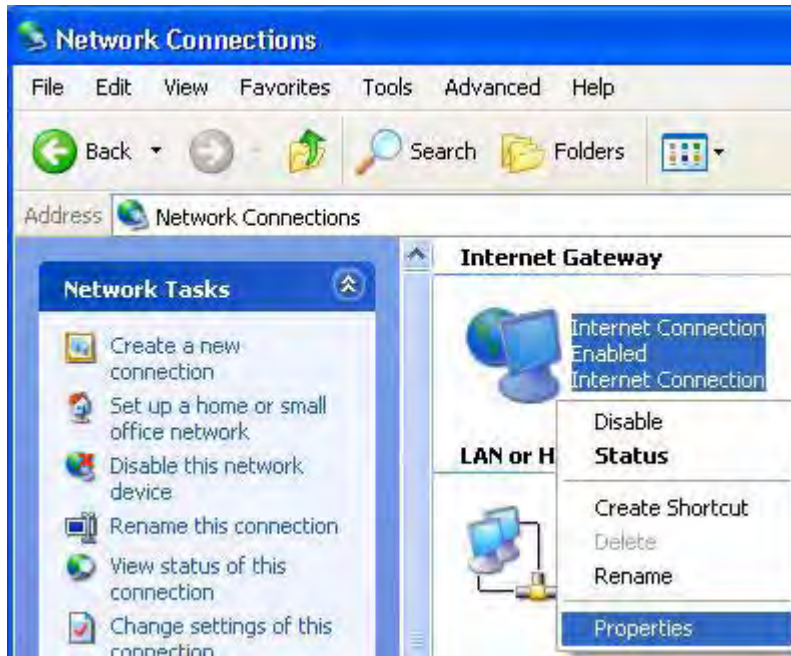 Network Connections
File Edit View Favorites Tools Advanced Help
Back Search Folders
Address Network Connections
Network Tasks
Create a new
connection
Set up a home or small
office network
Disable this network
device
Rename this connection
View status of this
connection
Change settings of this
connection
Internet Gateway
Internet Connection
Enabled
Internet Connection
LAN or H
Disable
Status
Create Shortcut
Delete
Rename
Properties